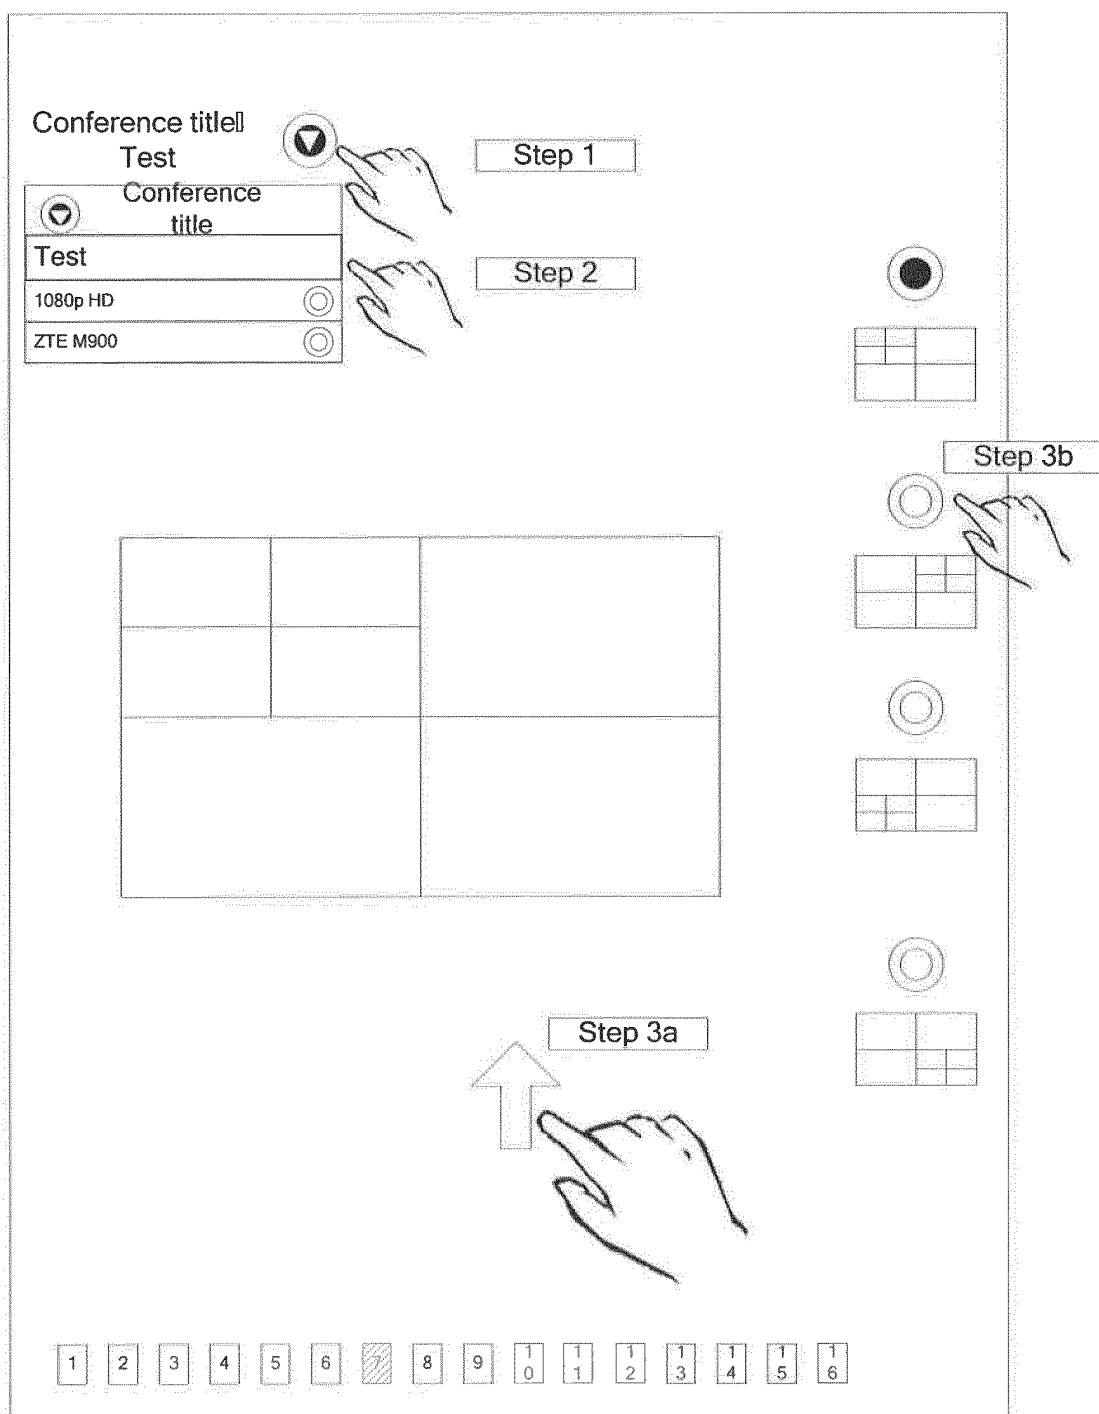 Conference title▯
Test
Step 1
Conference
title
Test
Step 2
1080p HD
ZTE M900
Step 3b
Step 3a
1 2 3 4 5 6 7 8 9 10 11 12 13 14 15 16